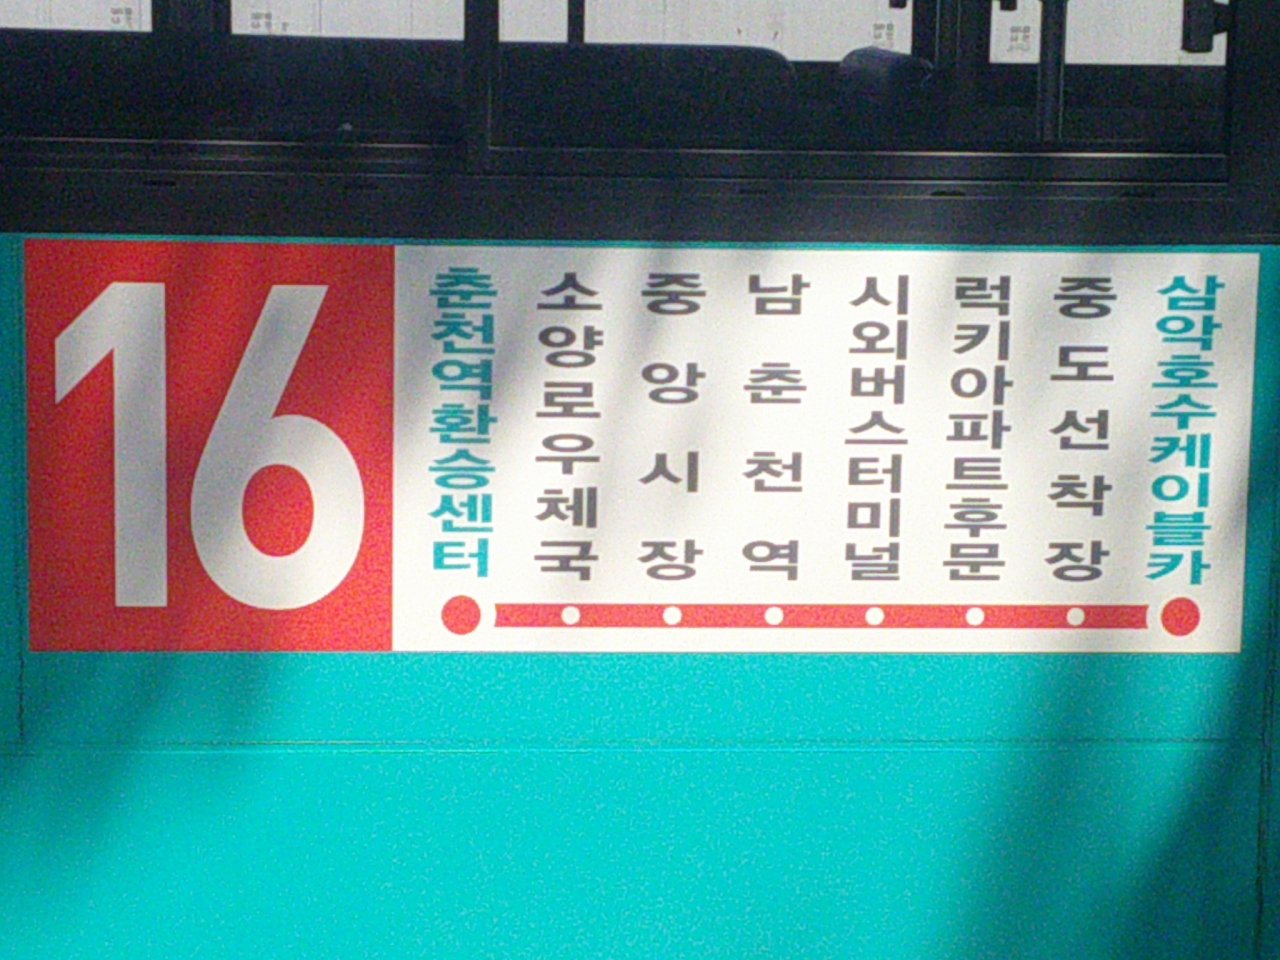 16
춘천역환승센터
소양로우체국
중앙시장
남춘천역
시외버스터미널
럭키아파트후문
중도선착장
삼악호수케이블카